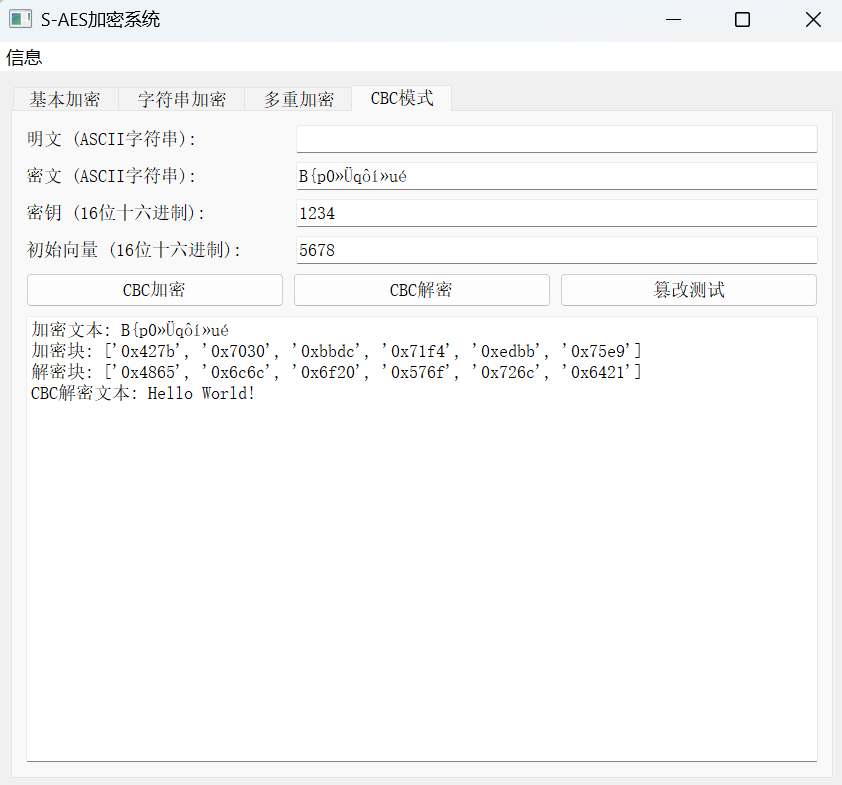 S-AES加密系统
信息
基本加密 字符串加密 多重加密 CBC模式
明文 (ASCII字符串):
密文 (ASCII字符串): B{p0»Üqôí»ué
密钥 (16位十六进制): 1234
初始向量 (16位十六进制): 5678
CBC加密 CBC解密 篡改测试
加密文本: B{p0»Üqôí»ué
加密块: ['0x427b', '0x7030', '0xbbdc', '0x71f4', '0xedbb', '0x75e9']
解密块: ['0x4865', '0x6c6c', '0x6f20', '0x576f', '0x726c', '0x6421']
CBC解密文本: Hello World!